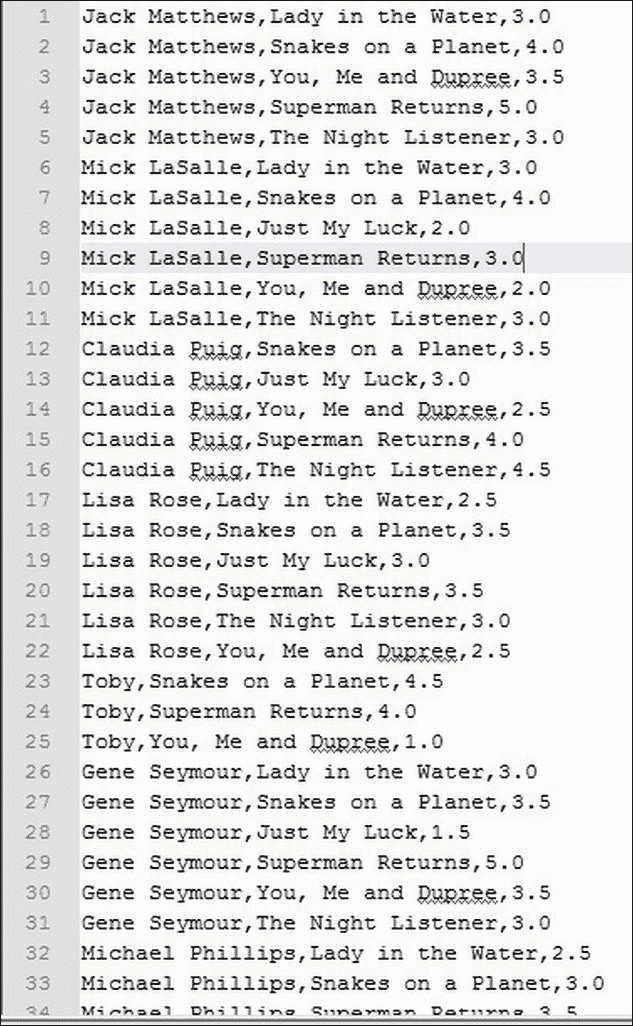 1 Jack Matthews,Lady in the Water,3.0
2 Jack Matthews,Snakes on a Planet,4.0
3 Jack Matthews,You, Me and Dupree,3.5
4 Jack Matthews,Superman Returns,5.0
5 Jack Matthews,The Night Listener,3.0
6 Mick LaSalle,Lady in the Water,3.0
7 Mick LaSalle,Snakes on a Planet,4.0
8 Mick LaSalle,Just My Luck,2.0
9 Mick LaSalle,Superman Returns,3.0
10 Mick LaSalle,You, Me and Dupree,2.0
11 Mick LaSalle,The Night Listener,3.0
12 Claudia Puig,Snakes on a Planet,3.5
13 Claudia Puig,Just My Luck,3.0
14 Claudia Puig,You, Me and Dupree,2.5
15 Claudia Puig,Superman Returns,4.0
16 Claudia Puig,The Night Listener,4.5
17 Lisa Rose,Lady in the Water,2.5
18 Lisa Rose,Snakes on a Planet,3.5
19 Lisa Rose,Just My Luck,3.0
20 Lisa Rose,Superman Returns,3.5
21 Lisa Rose,The Night Listener,3.0
22 Lisa Rose,You, Me and Dupree,2.5
23 Toby,Snakes on a Planet,4.5
24 Toby,Superman Returns,4.0
25 Toby,You, Me and Dupree,1.0
26 Gene Seymour,Lady in the Water,3.0
27 Gene Seymour,Snakes on a Planet,3.5
28 Gene Seymour,Just My Luck,1.5
29 Gene Seymour,Superman Returns,5.0
30 Gene Seymour,You, Me and Dupree,3.5
31 Gene Seymour,The Night Listener,3.0
32 Michael Phillips,Lady in the Water,2.5
33 Michael Phillips,Snakes on a Planet,3.0
34 Michael Phillips,Superman Returns,3.5